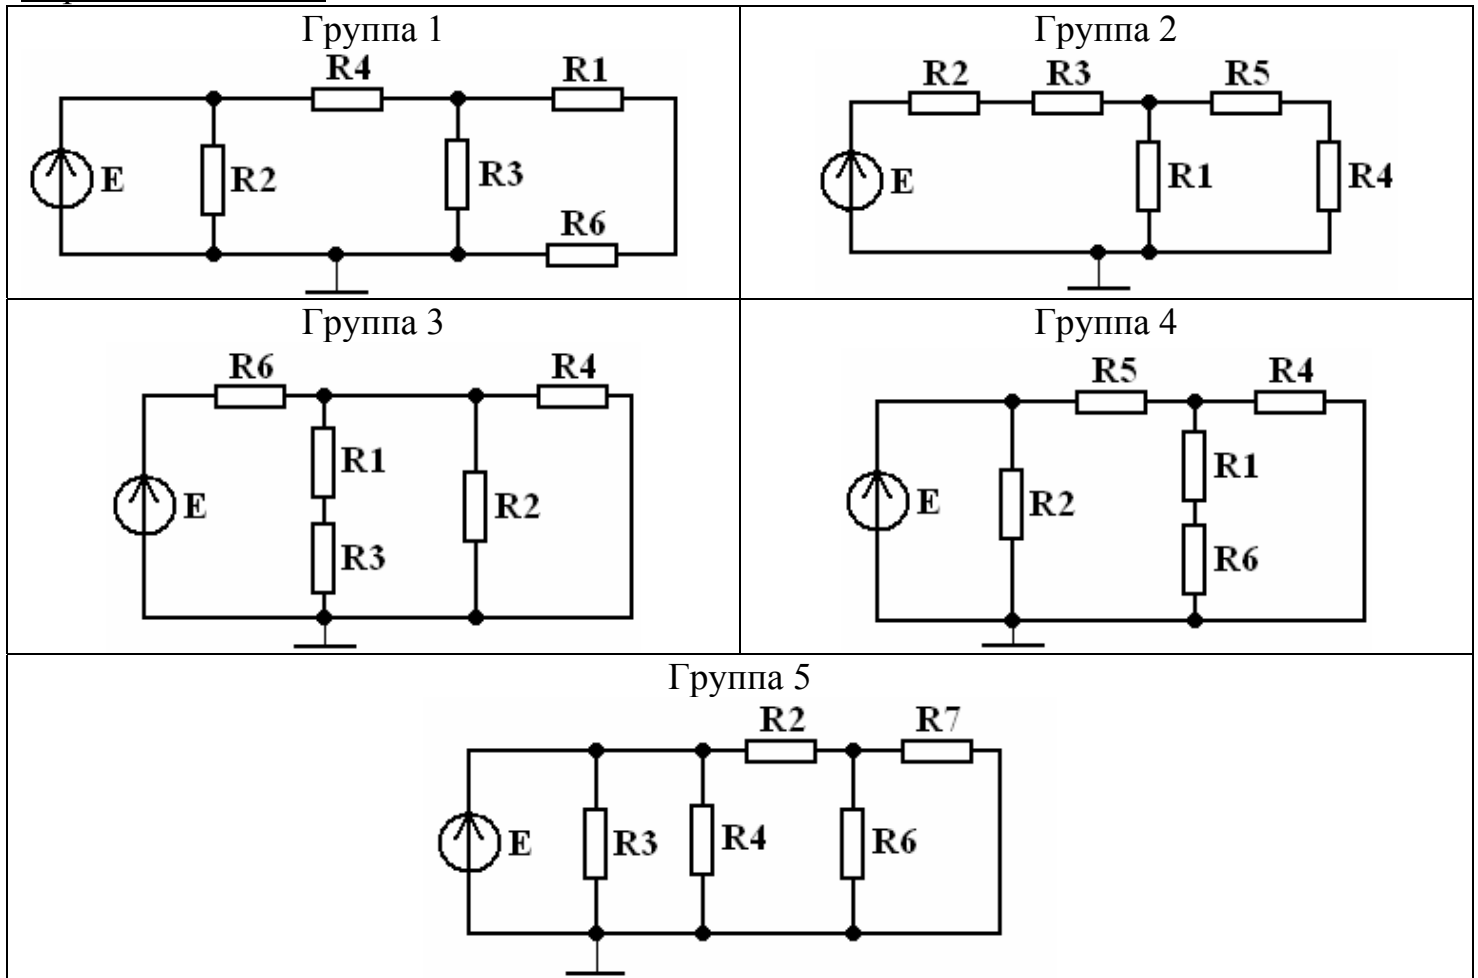 Группа 1
R4 R1
E R2 R3
R6
Группа 2
R2 R3 R5
E R1 R4
Группа 3
R6 R4
R1
E R2
R3
Группа 4
R5 R4
R1
E R2
R6
Группа 5
R2 R7
E R3 R4 R6